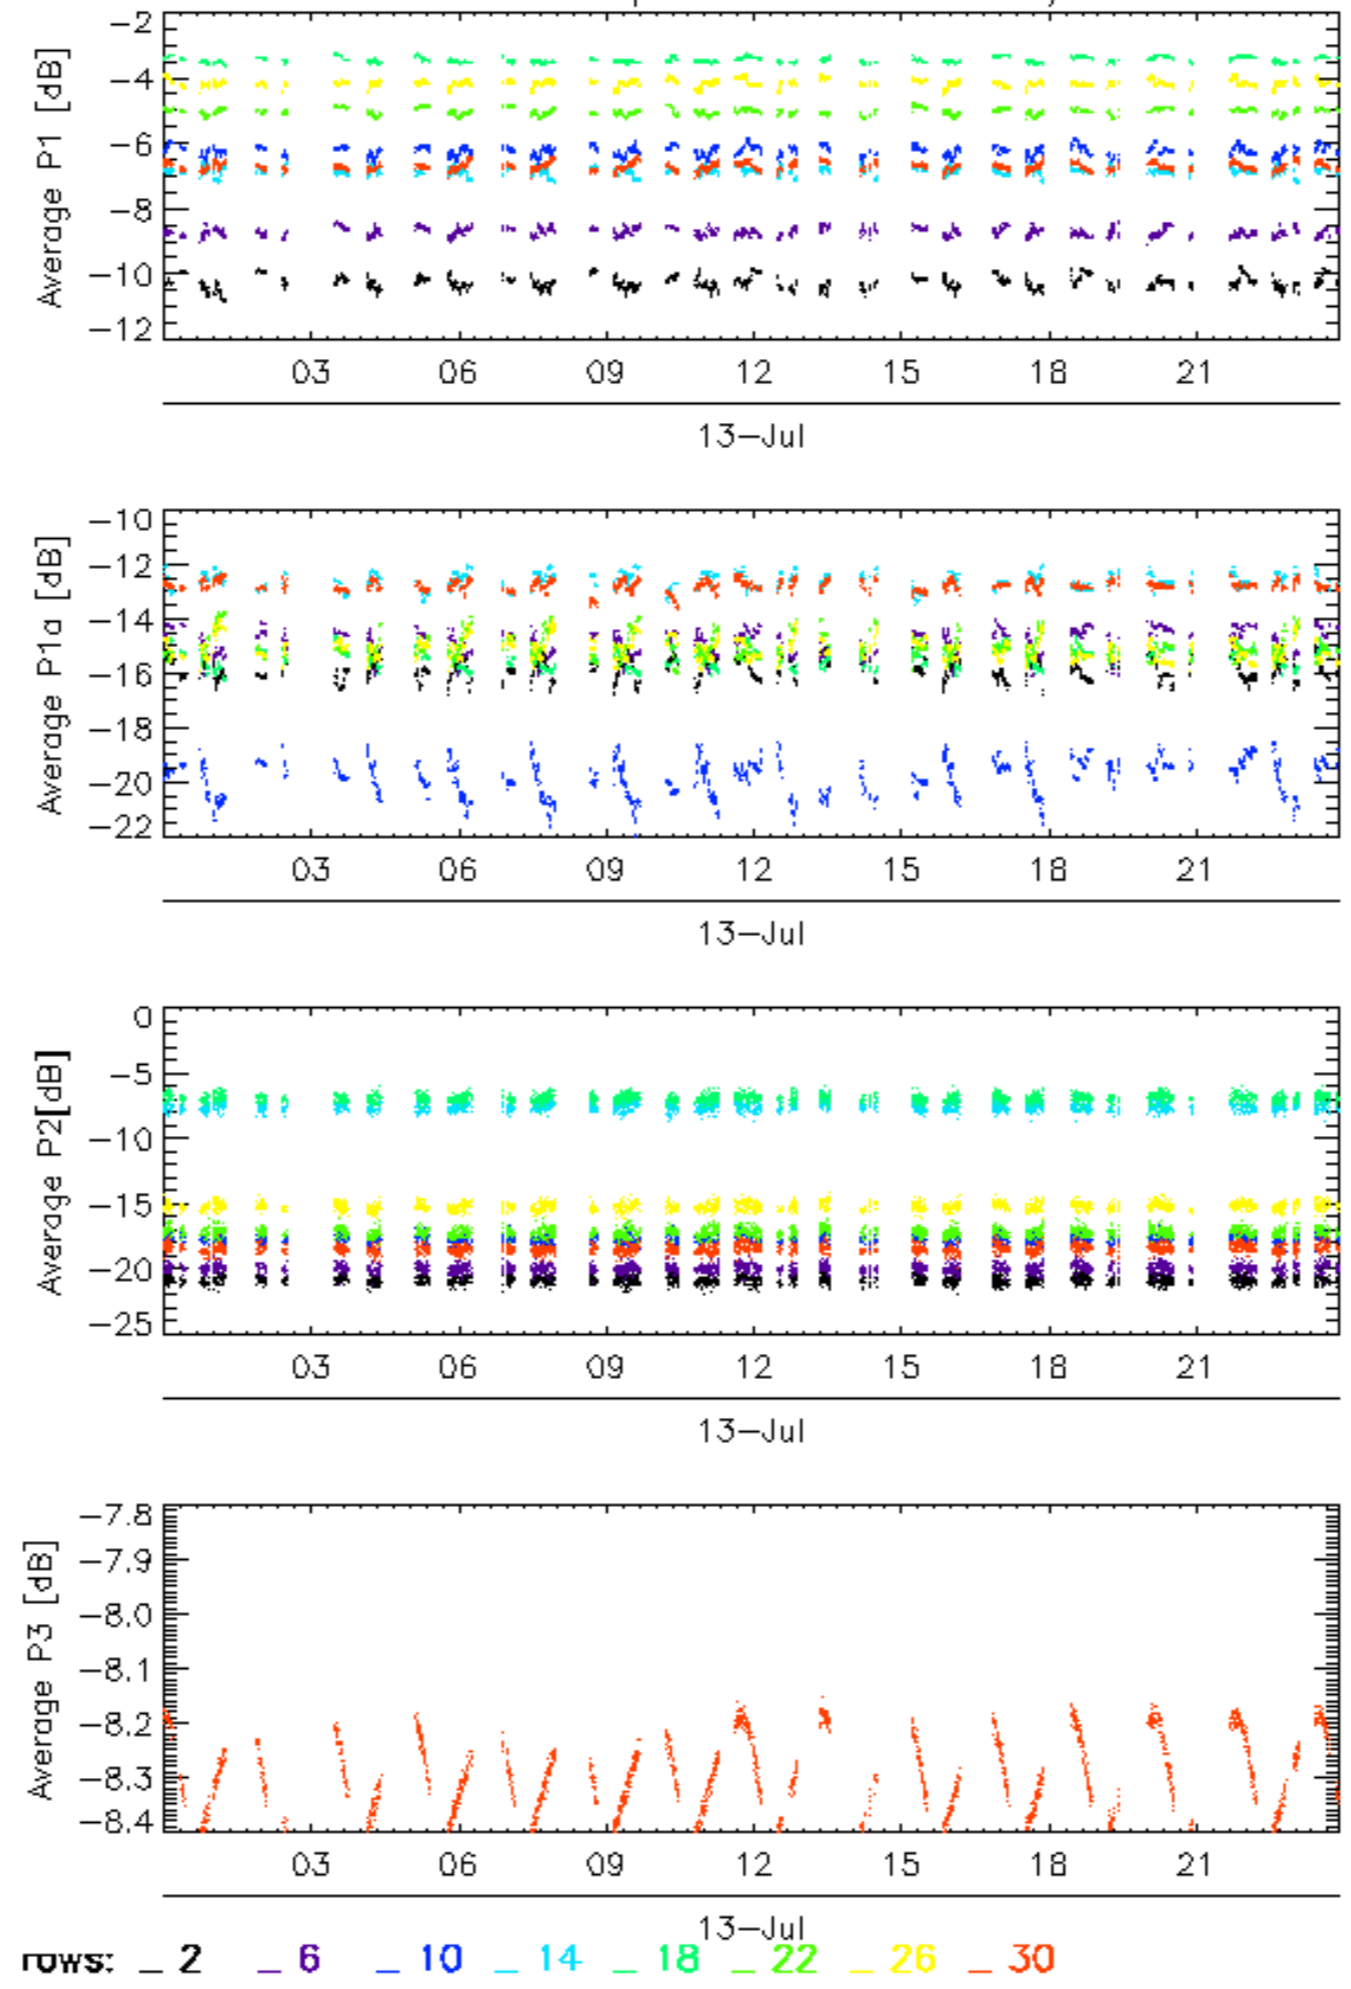 Average P1 [dB]
-2
-4
-6
-8
-10
-12
03 06 09 12 15 18 21
13-Jul
Average P1a [dB]
-10
-12
-14
-16
-18
-20
-22
03 06 09 12 15 18 21
13-Jul
Average P2[dB]
0
-5
-10
-15
-20
-25
03 06 09 12 15 18 21
13-Jul
Average P3 [dB]
-7.8
-7.9
-8.0
-8.1
-8.2
-8.3
-8.4
03 06 09 12 15 18 21
13-Jul
rows: _ 2 _ 6 _ 10 _ 14 _ 18 _ 22 _ 26 _ 30